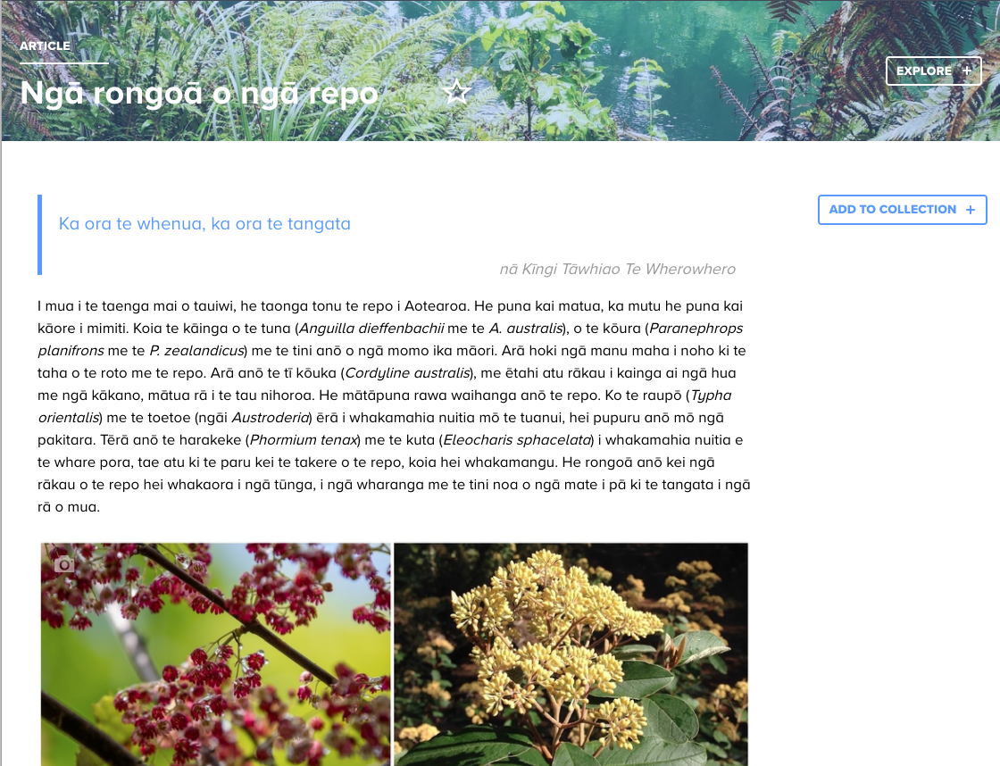 ARTICLE
Ngā rongoā o ngā repo
EXPLORE +
Ka ora te whenua, ka ora te tangata
ADD TO COLLECTION +
nā Kīngi Tāwhiao Te Wherowhero
I mua i te taenga mai o tauiwi, he taonga tonu te repo i Aotearoa. He puna kai matua, ka mutu he puna kai
kāore i mimiti. Koia te kāinga o te tuna (Anguilla dieffenbachii me te A. australis), o te kōura (Paranephrops
planifrons me te P. zealandicus) me te tini anō o ngā momo ika māori. Arā hoki ngā manu maha i noho ki te
taha o te roto me te repo. Arā anō te tī kōuka (Cordyline australis), me ētahi atu rākau i kainga ai ngā hua
me ngā kākano, mātua rā i te tau nihoroa. He mātāpuna rawa waihanga anō te repo. Ko te raupō (Typha
orientalis) me te toetoe (ngāi Austroderia) ērā i whakamahia nuitia mō te tuanui, hei pupuru anō mō ngā
pakitara. Tērā anō te harakeke (Phormium tenax) me te kuta (Eleocharis sphacelata) i whakamahia nuitia e
te whare pora, tae atu ki te paru kei te takere o te repo, koia hei whakamangu. He rongoā anō kei ngā
rākau o te repo hei whakaora i ngā tūnga, i ngā wharanga me te tini noa o ngā mate i pā ki te tangata i ngā
rā o mua.